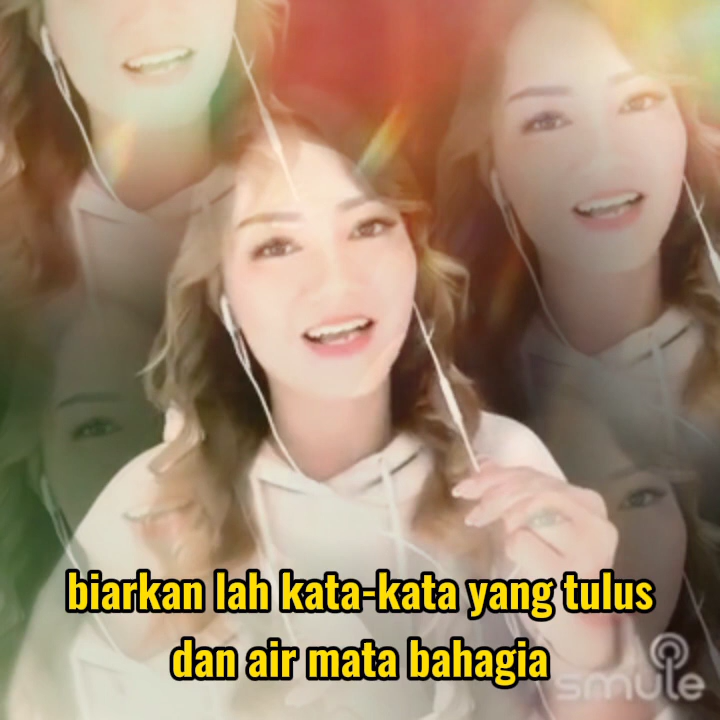 biarkan lah kata-kata yang tulus
dan air mata bahagia
smule